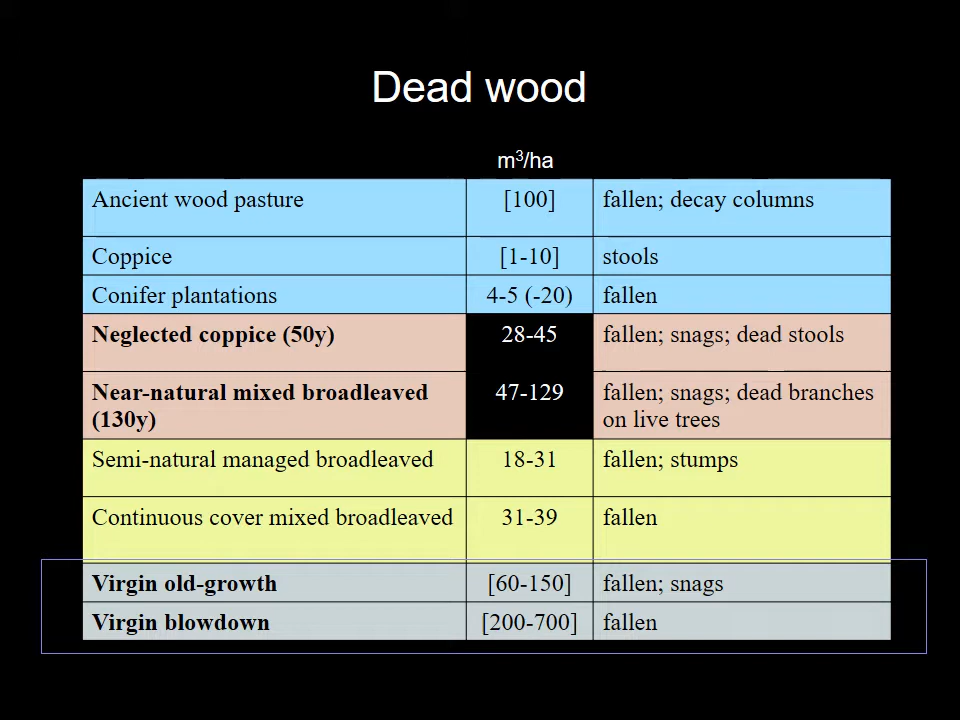 Dead wood
m³/ha
Ancient wood pasture [100] fallen; decay columns
Coppice [1-10] stools
Conifer plantations 4-5 (-20) fallen
Neglected coppice (50y) 28-45 fallen; snags; dead stools
Near-natural mixed broadleaved 47-129 fallen; snags; dead branches
(130y) on live trees
Semi-natural managed broadleaved 18-31 fallen; stumps
Continuous cover mixed broadleaved 31-39 fallen
Virgin old-growth [60-150] fallen; snags
Virgin blowdown [200-700] fallen